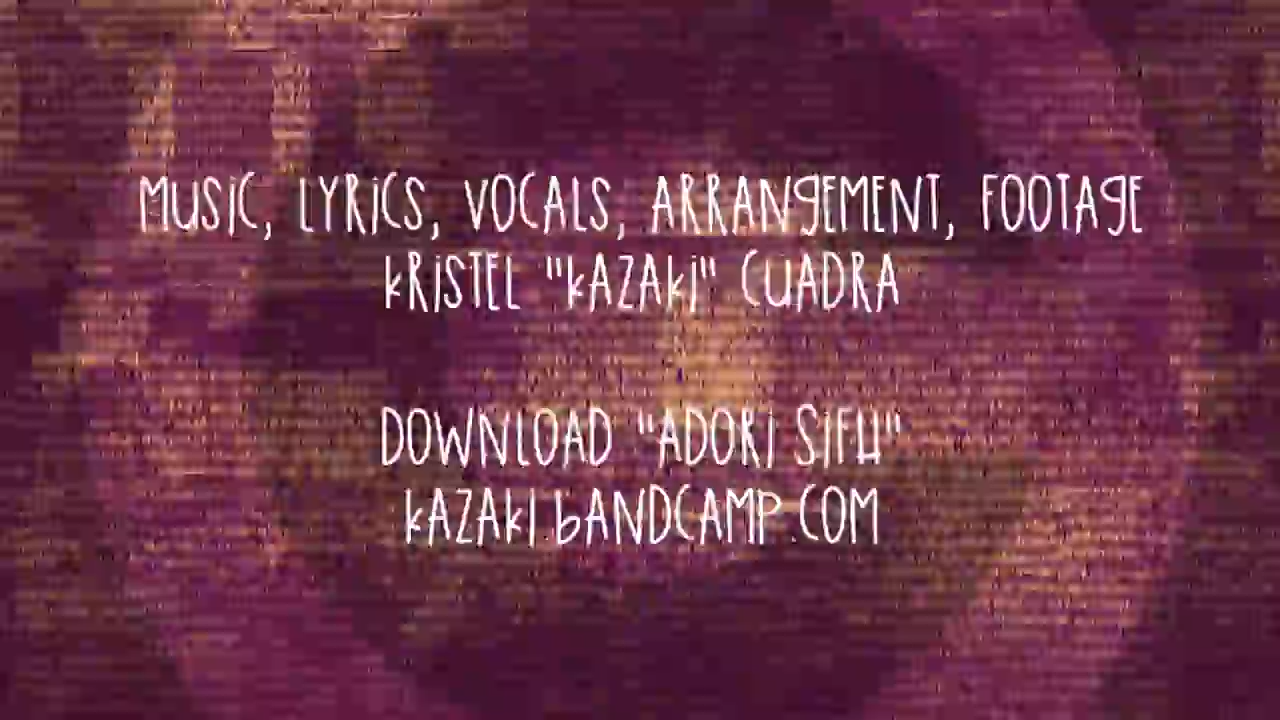 MUSIC, LYRICS, VOCALS, ARRANGEMENT, FOOTAGE
KRISTEL "KAZAKI" CUADRA
DOWNLOAD "ADORI SIFU"
KAZAKI.BANDCAMP.COM